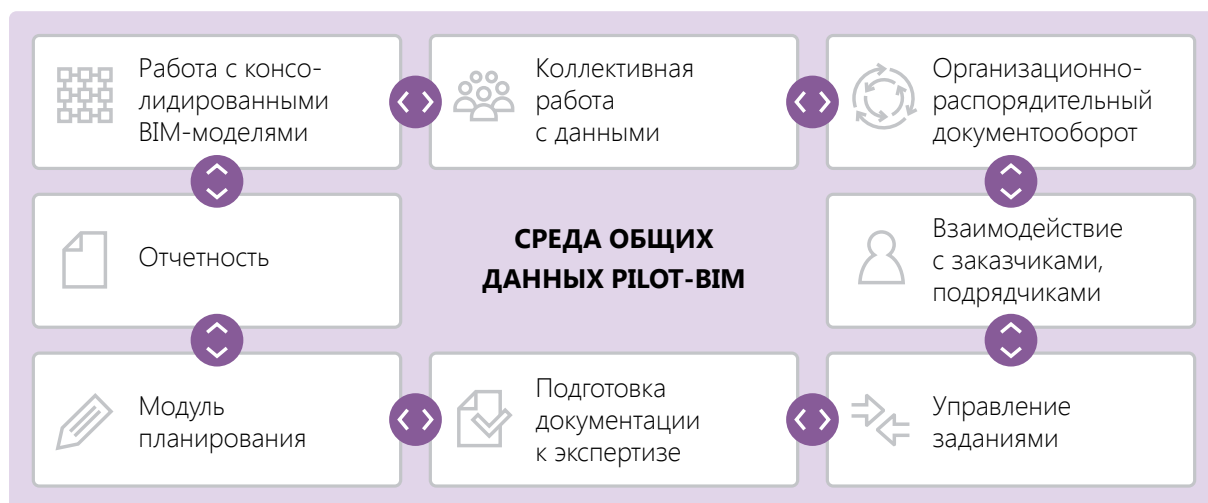 Работа с консо-
лидированными
BIM-моделями
Коллективная
работа
с данными
Организационно-
распорядительный
документооборот
Отчетность
СРЕДА ОБЩИХ
ДАННЫХ PILOT-BIM
Взаимодействие
с заказчиками,
подрядчиками
Модуль
планирования
Подготовка
документации
к экспертизе
Управление
заданиями